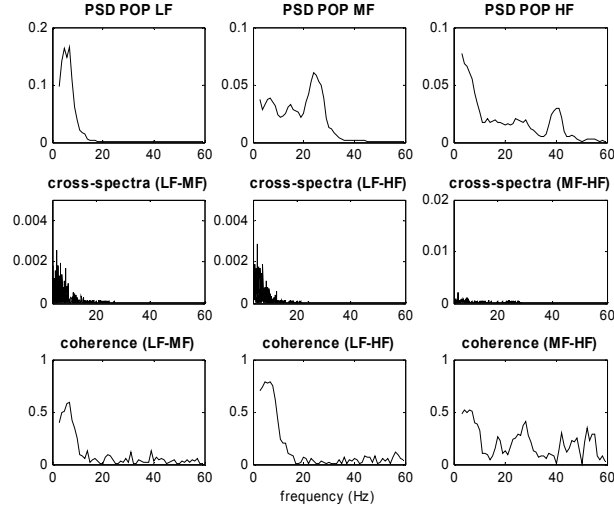 PSD POP LF
PSD POP MF
PSD POP HF
0.2
0.1
0
0 20 40 60
0.1
0.05
0
0 20 40 60
0.1
0.05
0
0 20 40 60
cross-spectra (LF-MF)
cross-spectra (LF-HF)
cross-spectra (MF-HF)
0.004
0.002
0
20 40 60
0.004
0.002
0
20 40 60
0.02
0.01
0
20 40 60
coherence (LF-MF)
coherence (LF-HF)
coherence (MF-HF)
1
0.5
0
0 20 40 60
1
0.5
0
0 20 40 60
1
0.5
0
0 20 40 60
frequency (Hz)